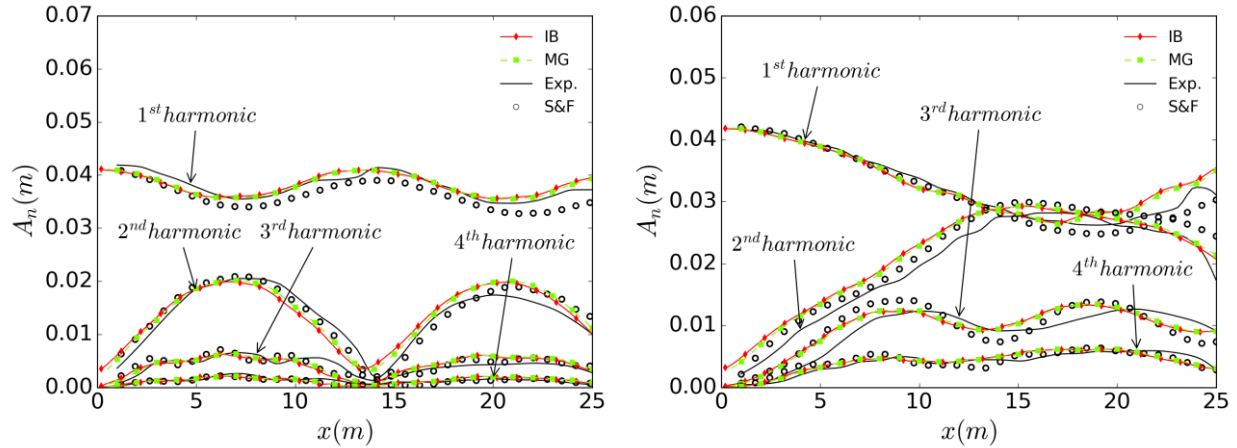 0.07
0.06
0.05
0.04
0.03
0.02
0.01
0.00
A_n(m)
0 5 10 15 20 25
x(m)
IB
MG
Exp.
S&F
1^{st} harmonic
2^{nd} harmonic
3^{rd} harmonic
4^{th} harmonic
0.06
0.05
0.04
0.03
0.02
0.01
0.00
A_n(m)
0 5 10 15 20 25
x(m)
IB
MG
Exp.
S&F
1^{st} harmonic
3^{rd} harmonic
2^{nd} harmonic
4^{th} harmonic